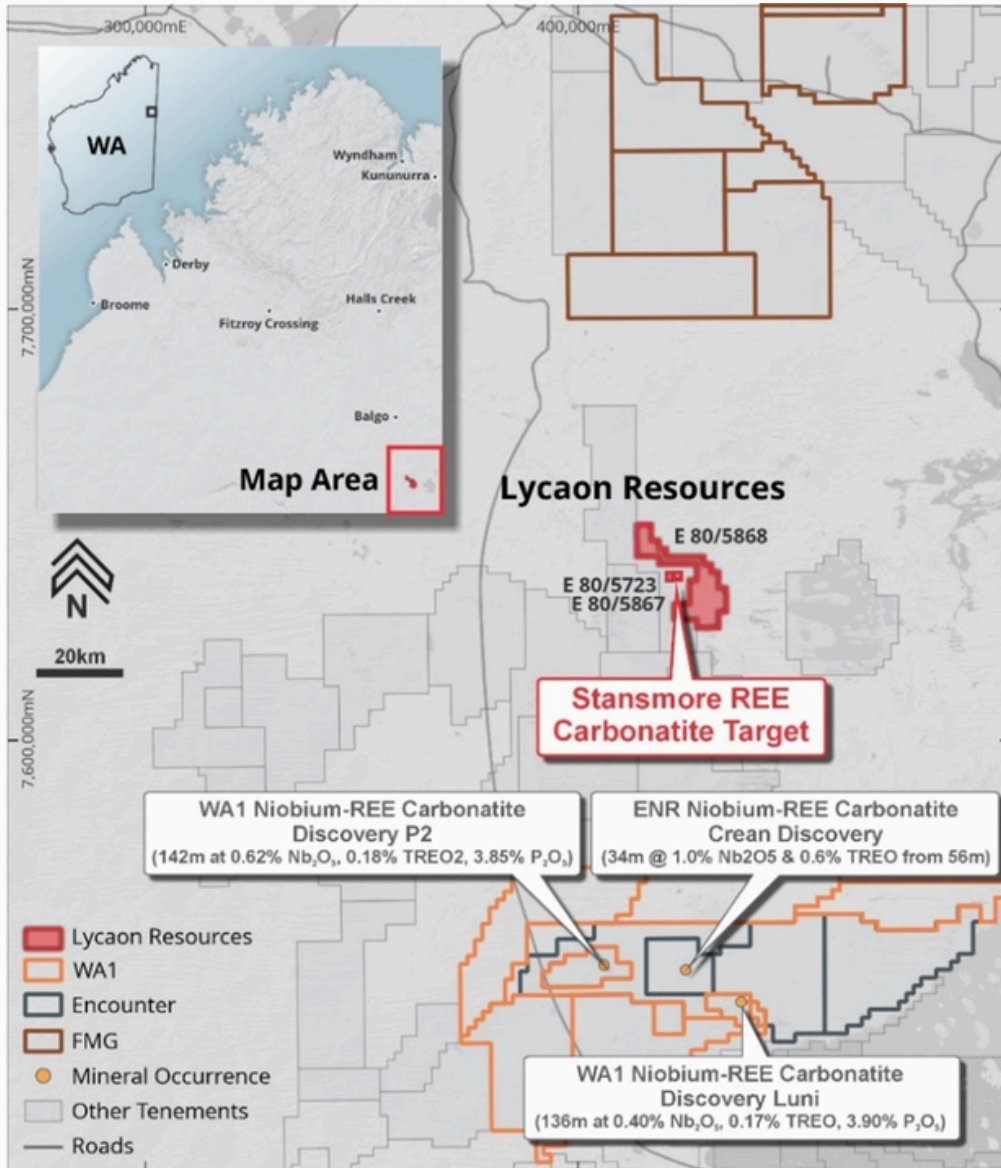 300,000mE
400,000mE
7,700,000mN
7,600,000mN
WA
Wyndham
Kununurra
Derby
Broome
Halls Creek
Fitzroy Crossing
Balgo
Map Area
N
20km
Lycaon Resources
E 80/5868
E 80/5723
E 80/5867
Stansmore REE
Carbonatite Target
WA1 Niobium-REE Carbonatite
Discovery P2
(142m at 0.62% Nb₂O₅, 0.18% TREO2, 3.85% P₂O₅)
ENR Niobium-REE Carbonatite
Crean Discovery
(34m @ 1.0% Nb2O5 & 0.6% TREO from 56m)
WA1 Niobium-REE Carbonatite
Discovery Luni
(136m at 0.40% Nb₂O₅, 0.17% TREO, 3.90% P₂O₅)
Lycaon Resources
WA1
Encounter
FMG
Mineral Occurrence
Other Tenements
Roads